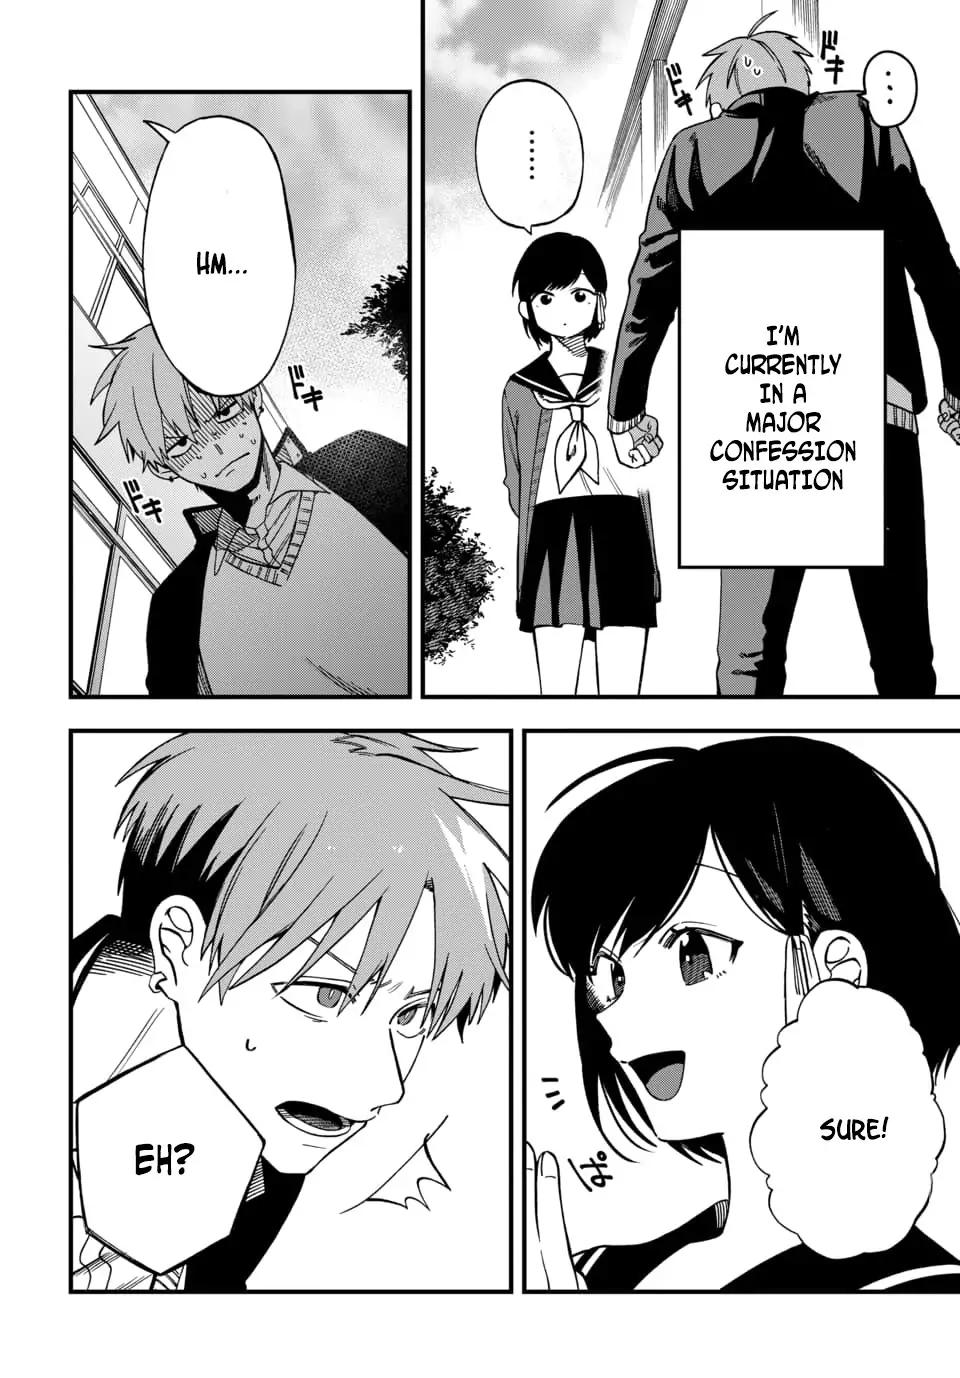 ...
ドキ
ドキ
......
I'M
CURRENTLY
IN A
MAJOR
CONFESSION
SITUATION
HM...
ドキ
ドキ
SURE!
ぱ
EH?